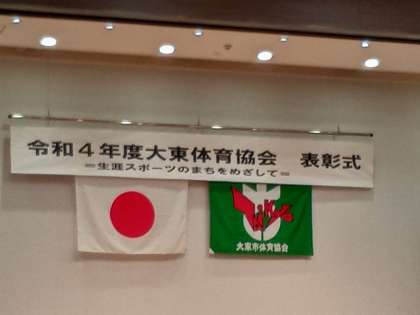 令和4年度大東体育協会 表彰式
=生涯スポーツのまちをめざして=
大東市体育協会